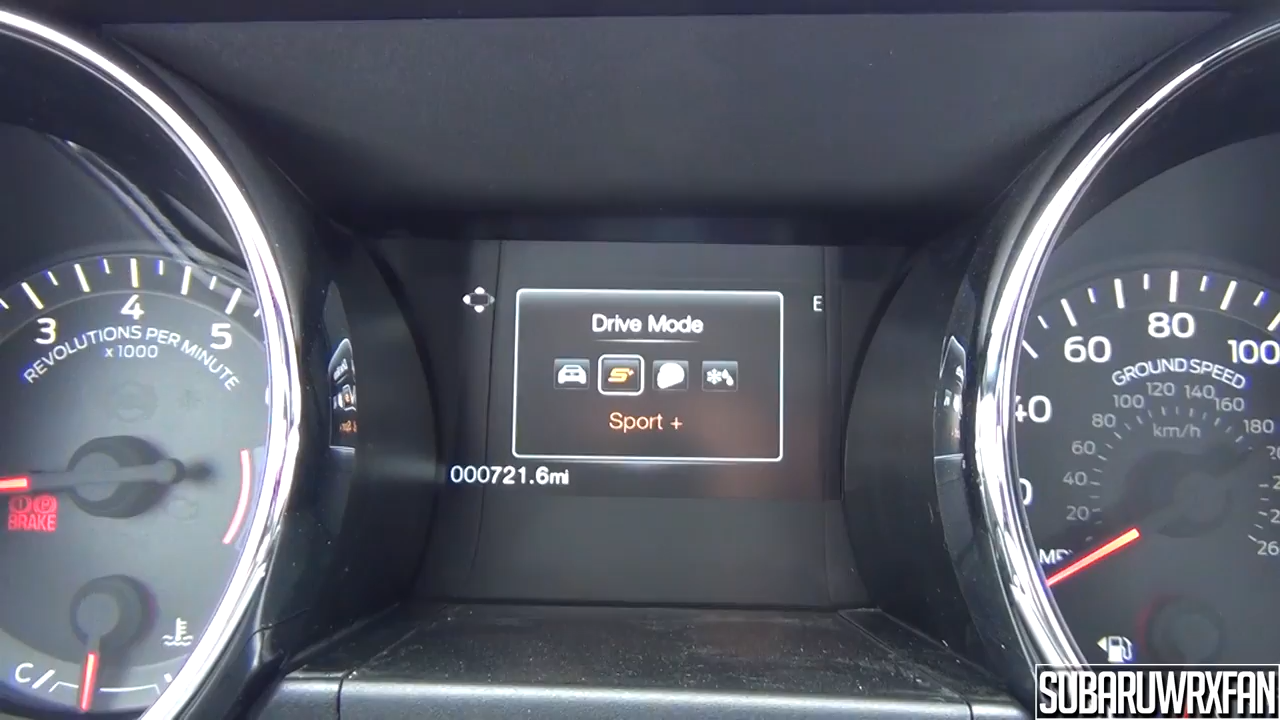 3
4
5
REVOLUTIONS PER MINUTE
x 1000
BRAKE
C
Drive Mode
Sport +
E
000721.6mi
40
60
80
100
GROUND SPEED
20
40
60
80
100
120
140
160
180
km/h
SUBARUWRXFAN